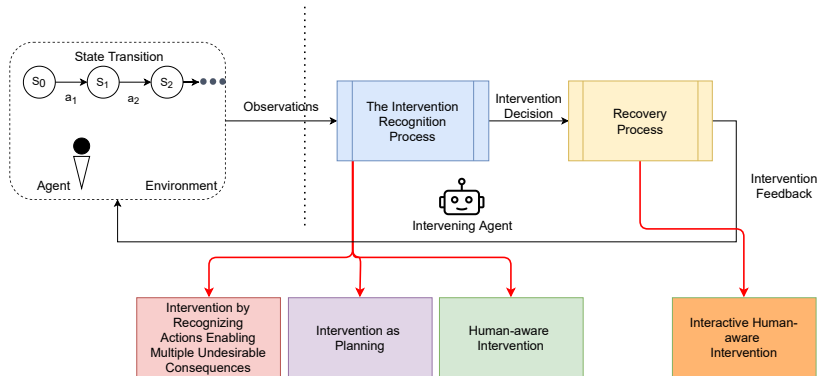 State Transition
S0
S1
S2
a1
a2
Agent
Environment
Observations
The Intervention
Recognition
Process
Intervention
Decision
Recovery
Process
Intervention
Feedback
Intervening Agent
Intervention by
Recognizing
Actions Enabling
Multiple Undesirable
Consequences
Intervention as
Planning
Human-aware
Intervention
Interactive Human-
aware
Intervention